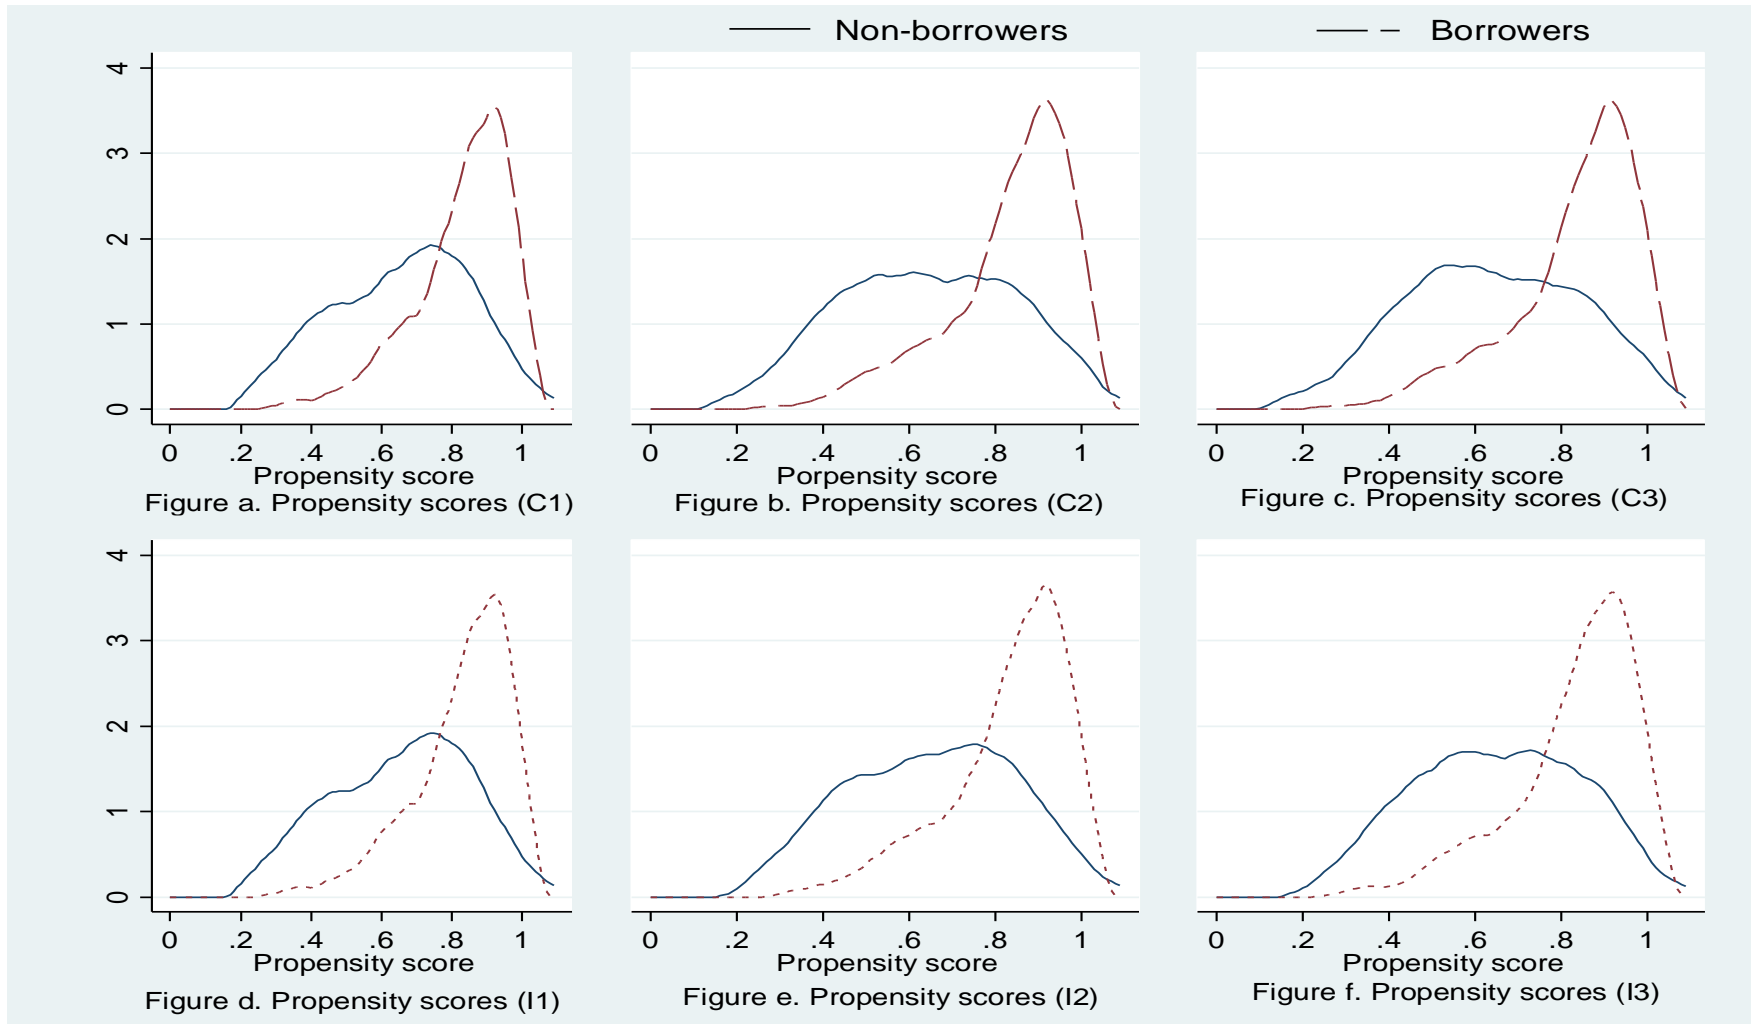 Non-borrowers Borrowers
4
3
2
1
0
0 .2 .4 .6 .8 1
Propensity score
Figure a. Propensity scores (C1)
0 .2 .4 .6 .8 1
Porpensity score
Figure b. Propensity scores (C2)
0 .2 .4 .6 .8 1
Propensity score
Figure c. Propensity scores (C3)
4
3
2
1
0
0 .2 .4 .6 .8 1
Propensity score
Figure d. Propensity scores (I1)
0 .2 .4 .6 .8 1
Propensity score
Figure e. Propensity scores (I2)
0 .2 .4 .6 .8 1
Propensity score
Figure f. Propensity scores (I3)